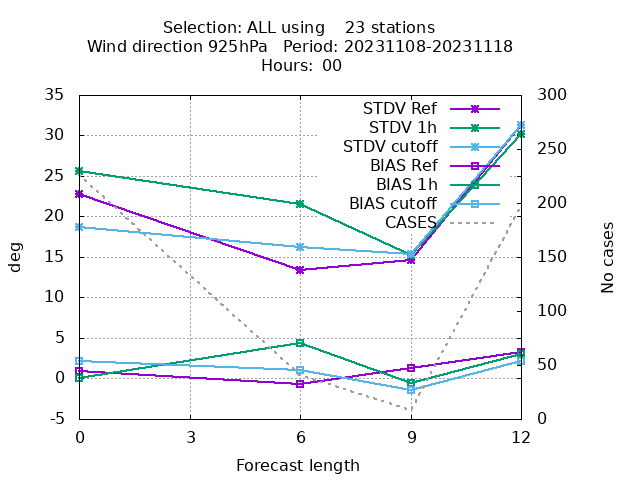 Selection: ALL using    23 stations
Wind direction 925hPa   Period: 20231108-20231118
Hours: 00
35
30
25
20
15
10
5
0
-5
300
250
200
150
100
50
0
STDV Ref
STDV 1h
STDV cutoff
BIAS Ref
BIAS 1h
BIAS cutoff
CASES
deg
No cases
0
3
6
9
12
Forecast length